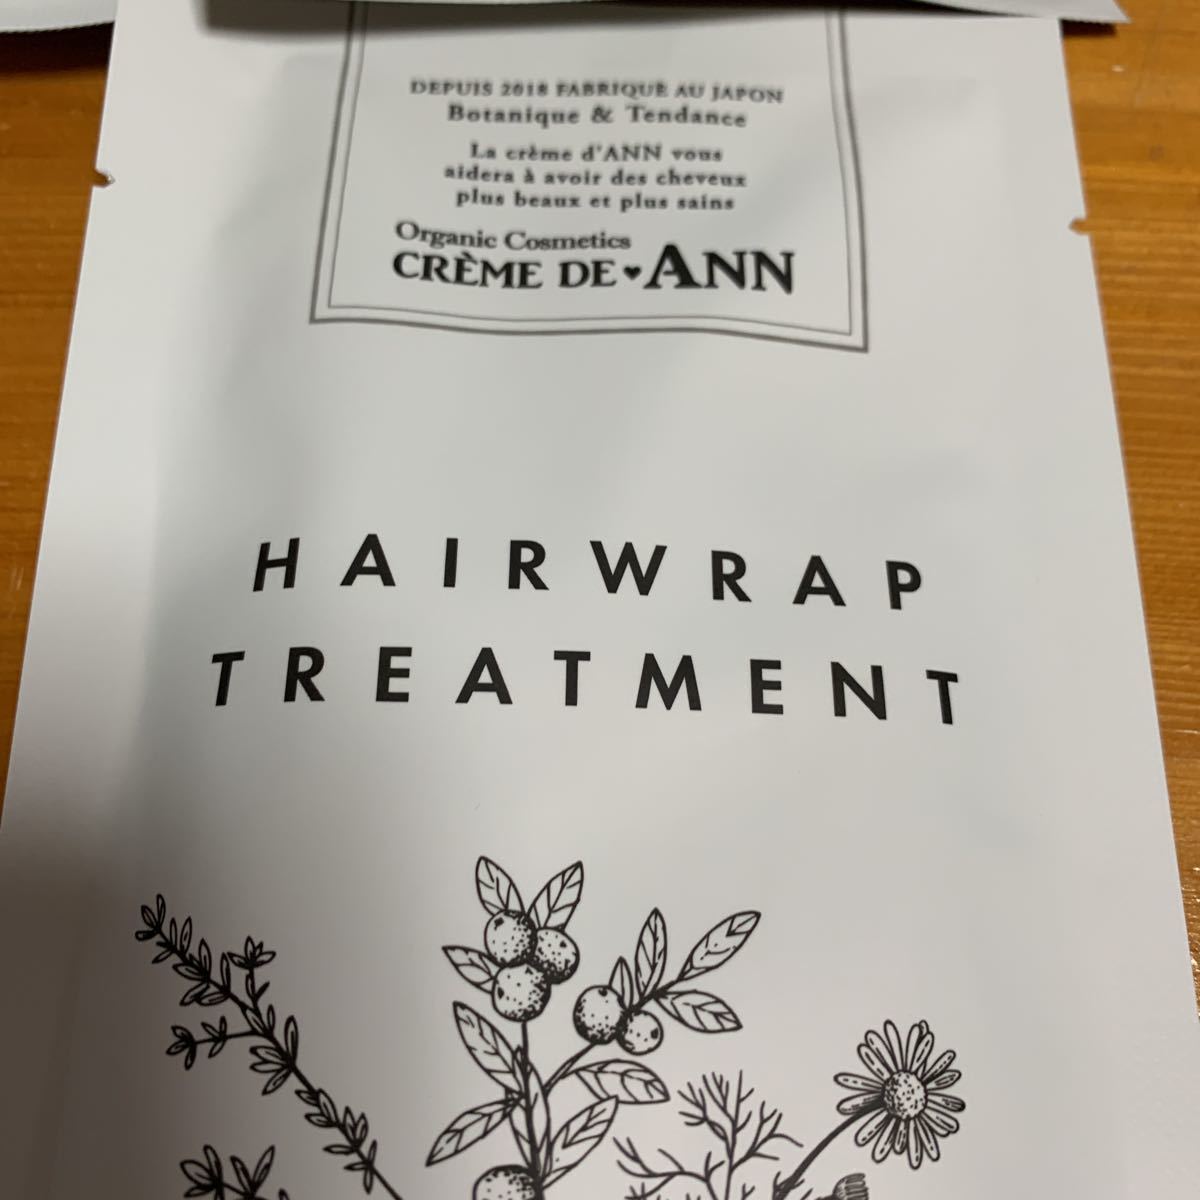 DEPUIS 2018 FABRIQUÈ AU JAPON
Botanique & Tendance
La crème d'ANN vous
aidera à avoir des cheveux
plus beaux et plus sains
Organic Cosmetics
CRÈME DE♥ANN
HAIRWRAP
TREATMENT